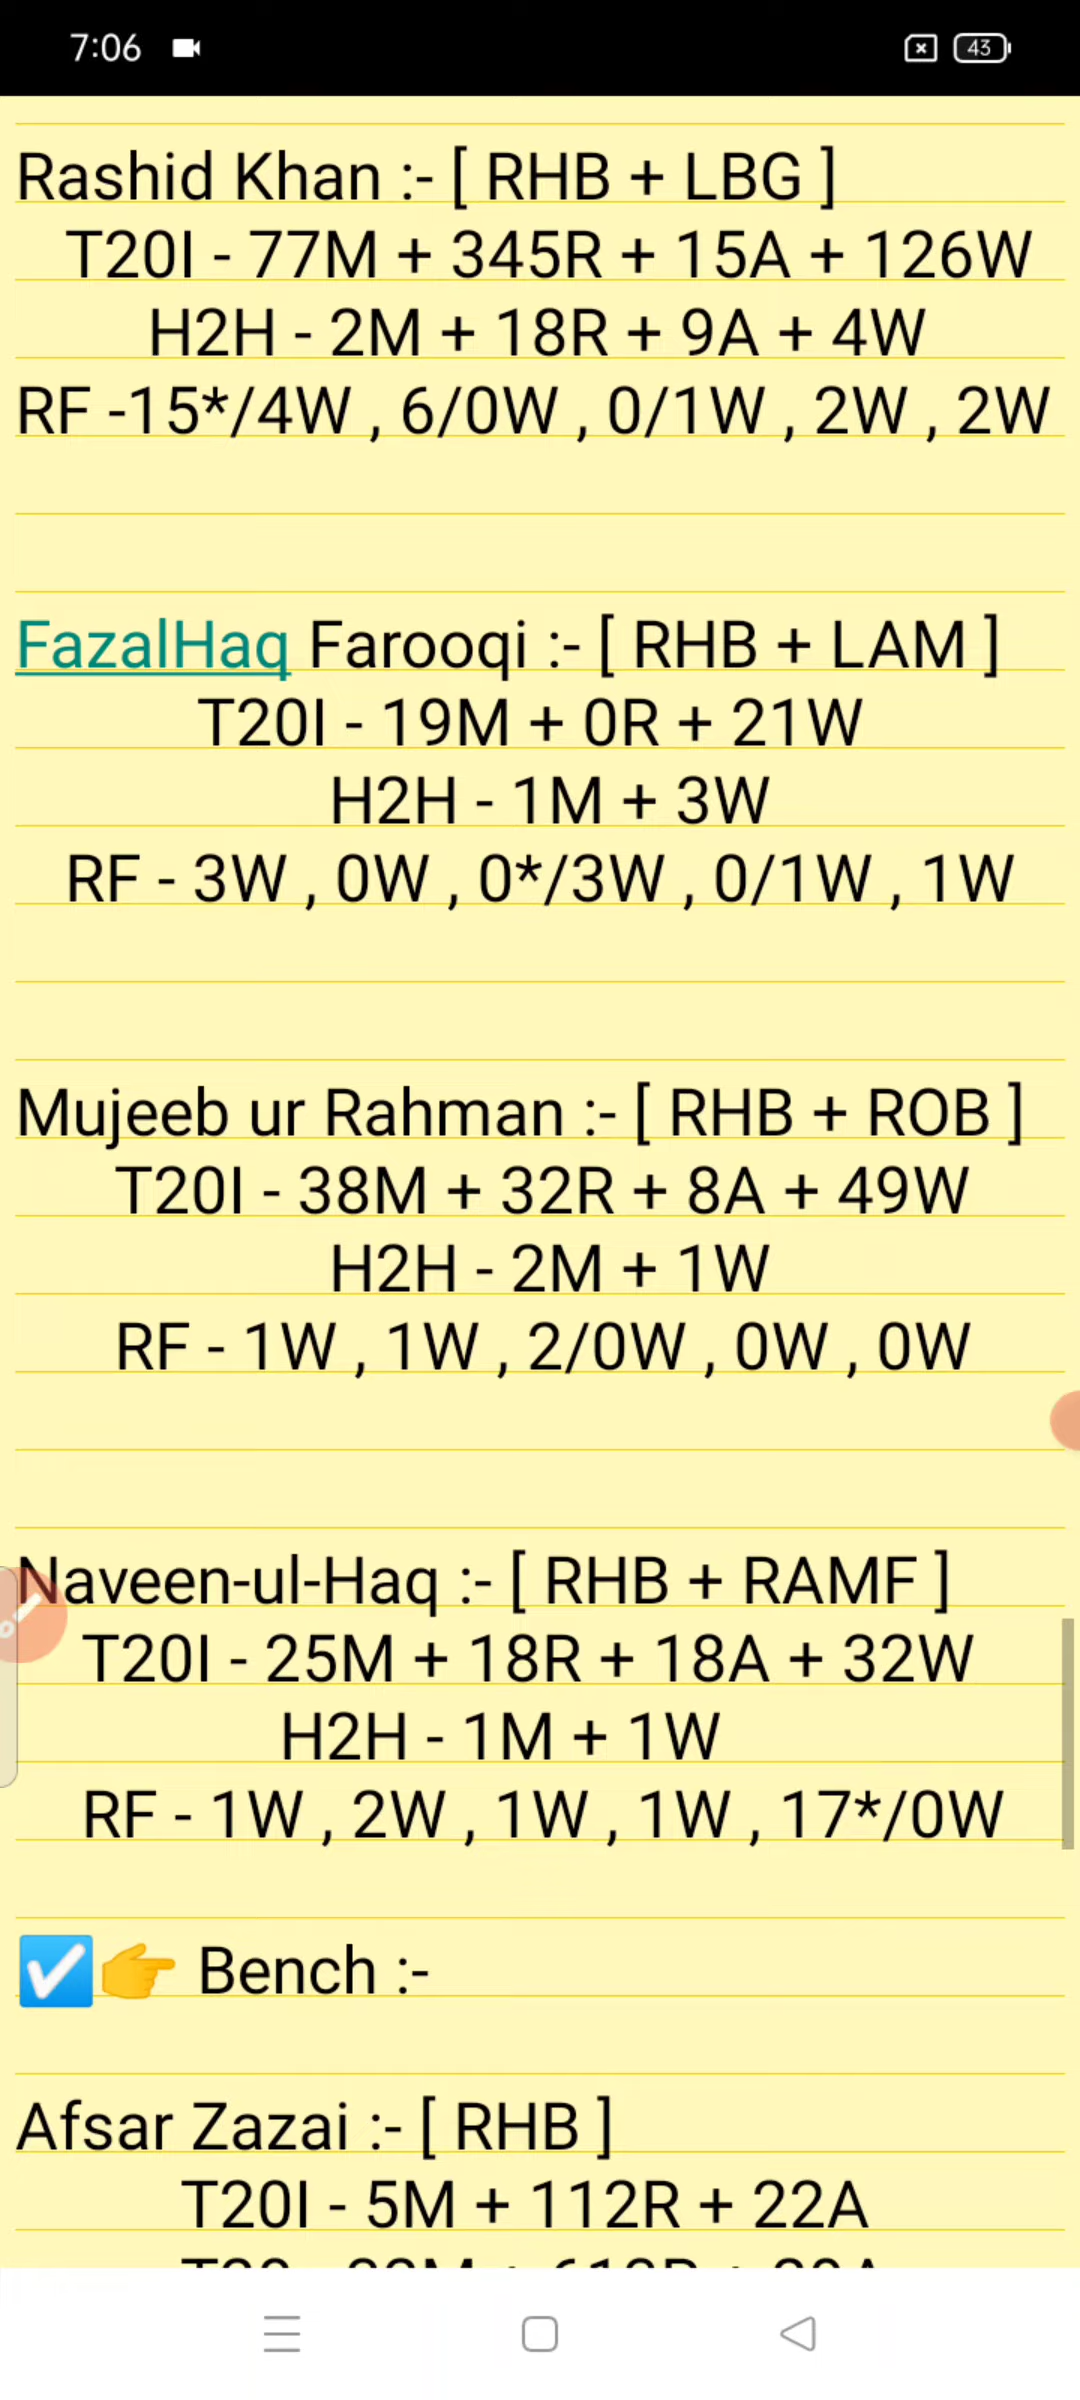 7:06
43
Rashid Khan :- [ RHB + LBG ]
T20I - 77M + 345R + 15A + 126W
H2H - 2M + 18R + 9A + 4W
RF -15*/4W , 6/0W , 0/1W , 2W , 2W
FazalHaq Farooqi :- [ RHB + LAM ]
T20I - 19M + 0R + 21W
H2H - 1M + 3W
RF - 3W , 0W , 0*/3W , 0/1W , 1W
Mujeeb ur Rahman :- [ RHB + ROB ]
T20I - 38M + 32R + 8A + 49W
H2H - 2M + 1W
RF - 1W , 1W , 2/0W , 0W , 0W
Naveen-ul-Haq :- [ RHB + RAMF ]
T20I - 25M + 18R + 18A + 32W
H2H - 1M + 1W
RF - 1W , 2W , 1W , 1W , 17*/0W
☑️👉 Bench :-
Afsar Zazai :- [ RHB ]
T20I - 5M + 112R + 22A